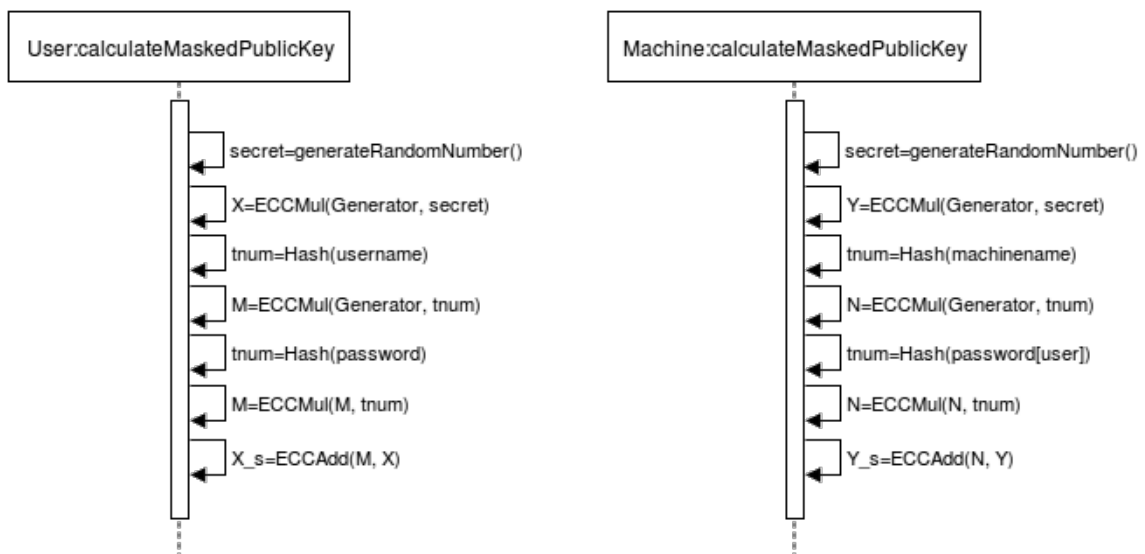 User:calculateMaskedPublicKey
secret=generateRandomNumber()
X=ECCMul(Generator, secret)
tnum=Hash(username)
M=ECCMul(Generator, tnum)
tnum=Hash(password)
M=ECCMul(M, tnum)
X_s=ECCAdd(M, X)
Machine:calculateMaskedPublicKey
secret=generateRandomNumber()
Y=ECCMul(Generator, secret)
tnum=Hash(machinename)
N=ECCMul(Generator, tnum)
tnum=Hash(password[user])
N=ECCMul(N, tnum)
Y_s=ECCAdd(N, Y)